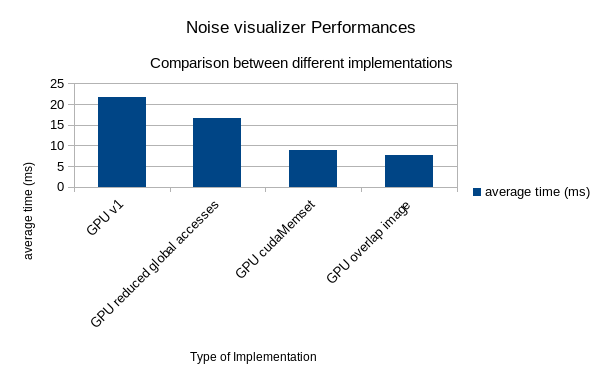 Noise visualizer Performances
Comparison between different implementations
25
20
15
10
5
0
average time (ms)
GPU v1
GPU reduced global accesses
GPU cudaMemset
GPU overlap image
average time (ms)
Type of Implementation